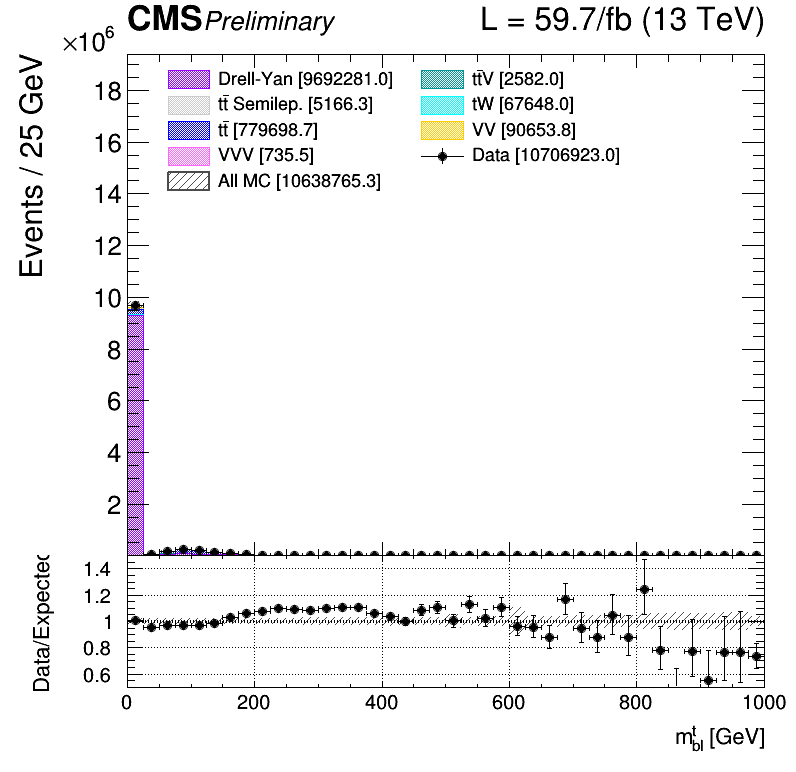 CMS Preliminary L = 59.7/fb (13 TeV)
×10⁶
Events / 25 GeV
18
16
14
12
10
8
6
4
2
Drell-Yan [9692281.0]
tt̄ Semilep. [5166.3]
tt̄ [779698.7]
VVV [735.5]
All MC [10638765.3]
tt̄V [2582.0]
tW [67648.0]
VV [90653.8]
Data [10706923.0]
Data/Expected
1.4
1.2
1
0.8
0.6
0 200 400 600 800 1000
mᵗbl [GeV]